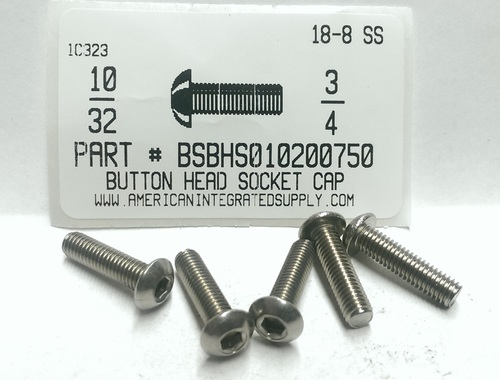 18-8 SS
1C323
10
32
3
4
PART # BSBHS010200750
BUTTON HEAD SOCKET CAP
WWW.AMERICANINTEGRATEDSUPPLY.COM